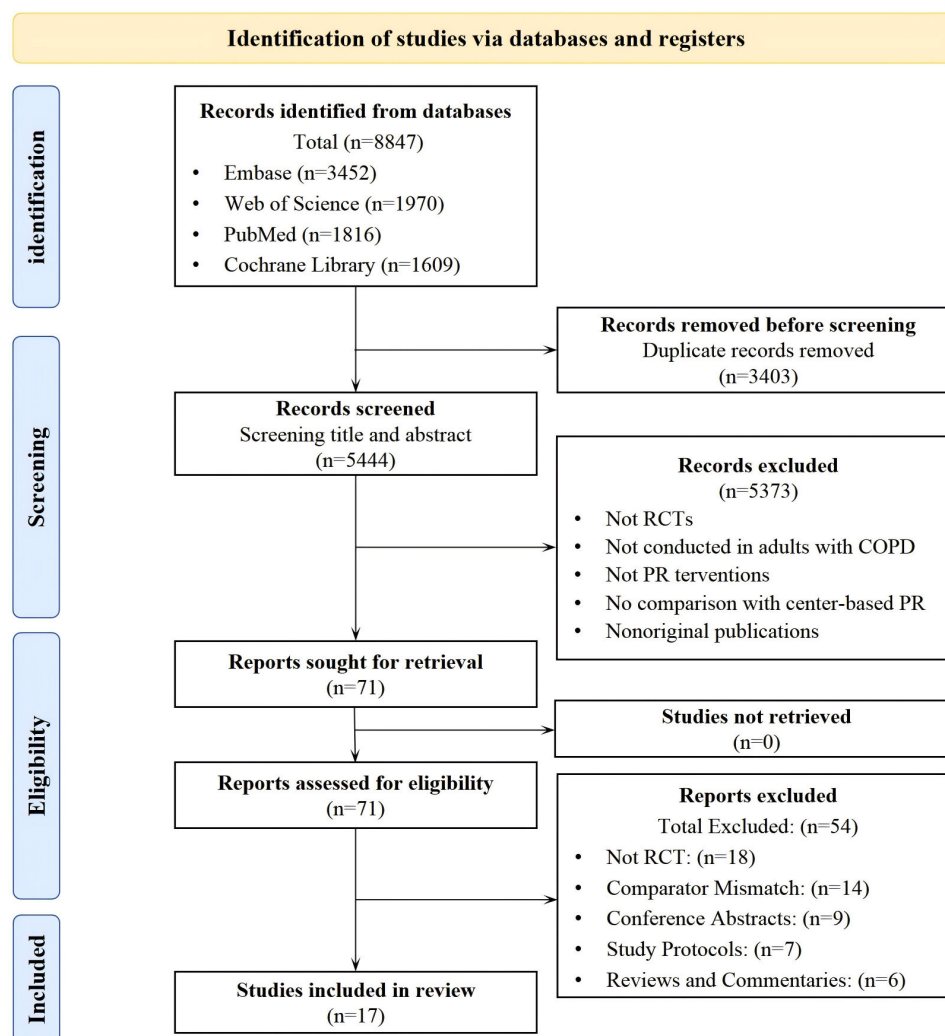 Identification of studies via databases and registers
identification
Records identified from databases
Total (n=8847)
• Embase (n=3452)
• Web of Science (n=1970)
• PubMed (n=1816)
• Cochrane Library (n=1609)
Records removed before screening
Duplicate records removed
(n=3403)
Screening
Records screened
Screening title and abstract
(n=5444)
Records excluded
(n=5373)
• Not RCTs
• Not conducted in adults with COPD
• Not PR terventions
• No comparison with center-based PR
• Nonoriginal publications
Eligibility
Reports sought for retrieval
(n=71)
Studies not retrieved
(n=0)
Reports assessed for eligibility
(n=71)
Reports excluded
Total Excluded: (n=54)
• Not RCT: (n=18)
• Comparator Mismatch: (n=14)
• Conference Abstracts: (n=9)
• Study Protocols: (n=7)
• Reviews and Commentaries: (n=6)
Included
Studies included in review
(n=17)